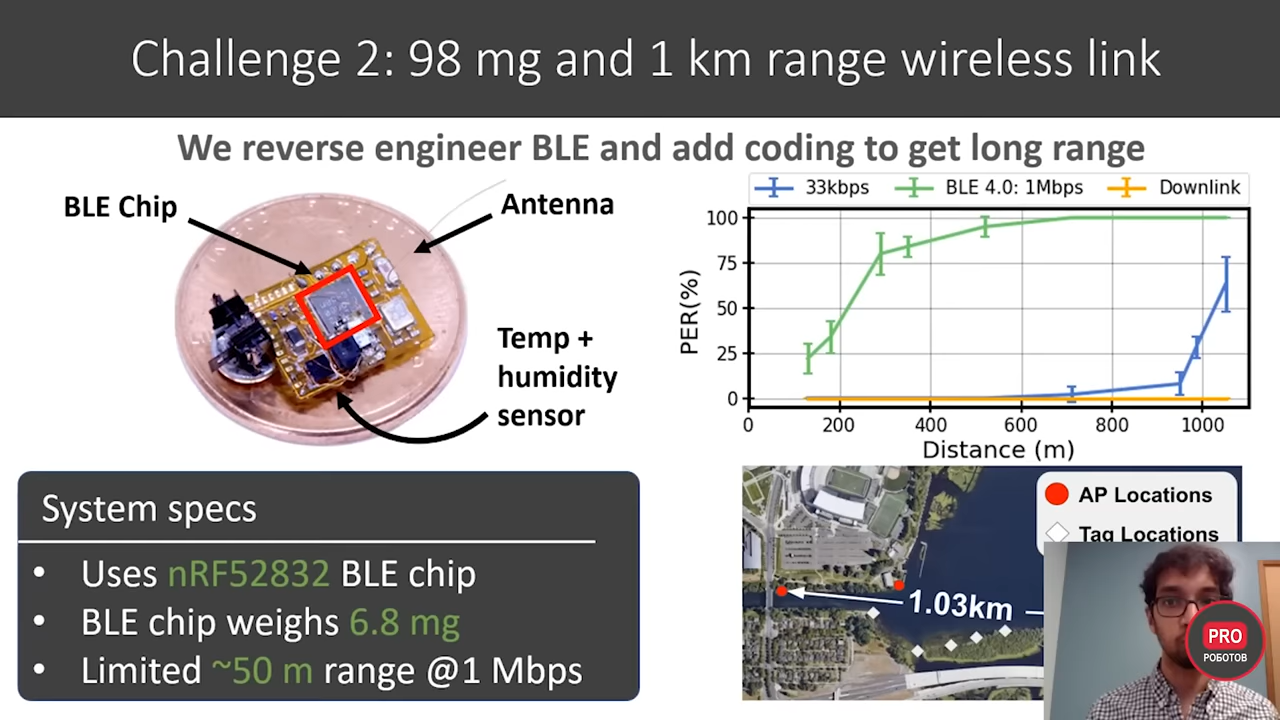 Challenge 2: 98 mg and 1 km range wireless link
We reverse engineer BLE and add coding to get long range
BLE Chip
Antenna
Temp +
humidity
sensor
33kbps
BLE 4.0: 1Mbps
Downlink
PER(%)
100
75
50
25
0
0 200 400 600 800 1000
Distance (m)
System specs
• Uses nRF52832 BLE chip
• BLE chip weighs 6.8 mg
• Limited ~50 m range @1 Mbps
AP Locations
Tag Locations
1.03km
PRO
РОБОТОВ